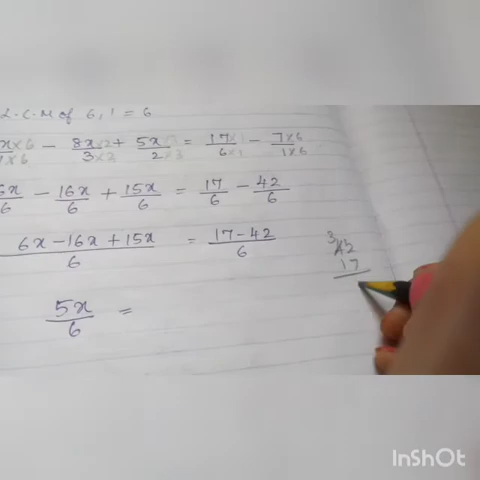 L.C.M of 6,1 = 6
x×6/1×6 - 8x×2/3×2 + 5x×3/2×3 = 17×1/6×1 - 7×6/1×6
6x/6 - 16x/6 + 15x/6 = 17/6 - 42/6
6x-16x+15x/6 = 17-42/6
3 42
17
5x/6 =
InShOt